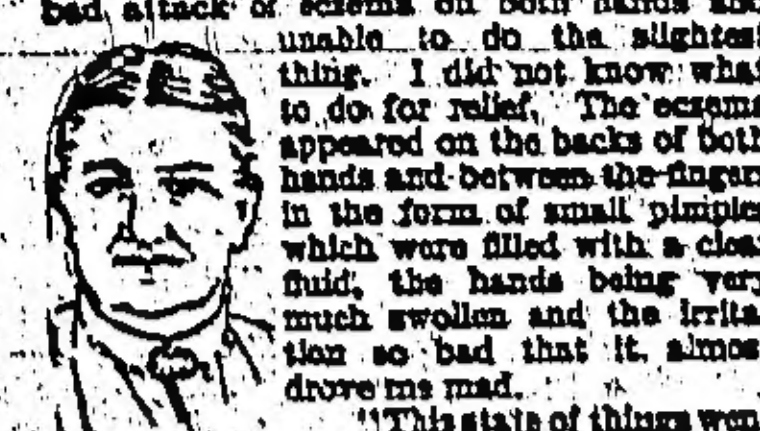 bad attack of eczema on both hands and
unable to do the slightest
thing. I did not know what
to do for relief. The eczema
appeared on the backs of both
hands and between the fingers
in the form of small pimples
which were filled with a clear
fluid, the hands being very
much swollen and the irrita
tion so bad that it almos
drove me mad.
"This state of things wen